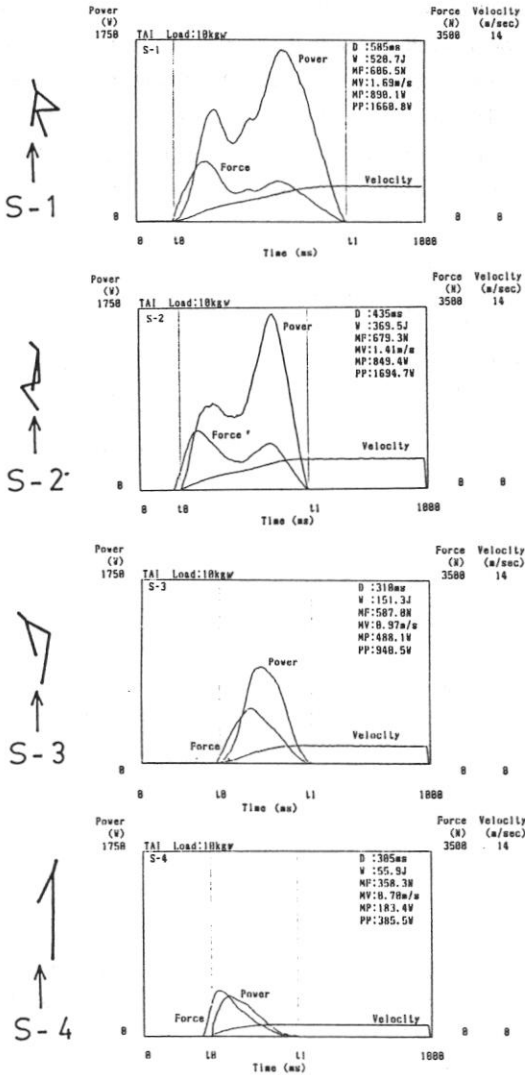 Power (W) Force (N) Velocity (m/sec)
1750 TAI Load:10kgw 3500 14
S-1
D :585ms
W :520.7J
MF:606.5N
MV:1.69m/s
MP:890.1W
PP:1660.8W
Power
Force
Velocity
S-1
0 0 0
0 t0 t1 1000
Time (ms)
Power (W) Force (N) Velocity (m/sec)
1750 TAI Load:10kgw 3500 14
S-2
D :435ms
W :369.5J
MF:679.3N
MV:1.41m/s
MP:849.4W
PP:1694.7W
Power
Force
Velocity
S-2
0 0 0
0 t0 t1 1000
Time (ms)
Power (W) Force (N) Velocity (m/sec)
1750 TAI Load:10kgw 3500 14
S-3
D :310ms
W :151.3J
MF:587.0N
MV:0.97m/s
MP:488.1W
PP:940.5W
Power
Force
Velocity
S-3
0 0 0
0 t0 t1 1000
Time (ms)
Power (W) Force (N) Velocity (m/sec)
1750 TAI Load:10kgw 3500 14
S-4
D :305ms
W :55.9J
MF:358.3N
MV:0.70m/s
MP:183.4W
PP:385.5W
Force
Power
Velocity
S-4
0 0 0
0 t0 t1 1000
Time (ms)